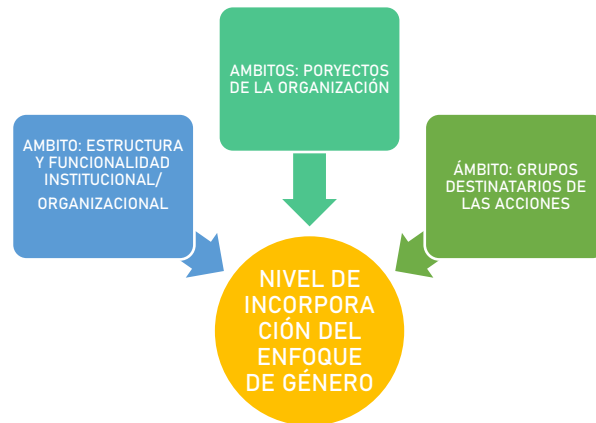 AMBITOS: PORYECTOS
DE LA ORGANIZACIÓN
AMBITO: ESTRUCTURA
Y FUNCIONALIDAD
INSTITUCIONAL/
ORGANIZACIONAL
ÁMBITO: GRUPOS
DESTINATARIOS DE
LAS ACCIONES
NIVEL DE
INCORPORA
CIÓN DEL
ENFOQUE
DE GÉNERO